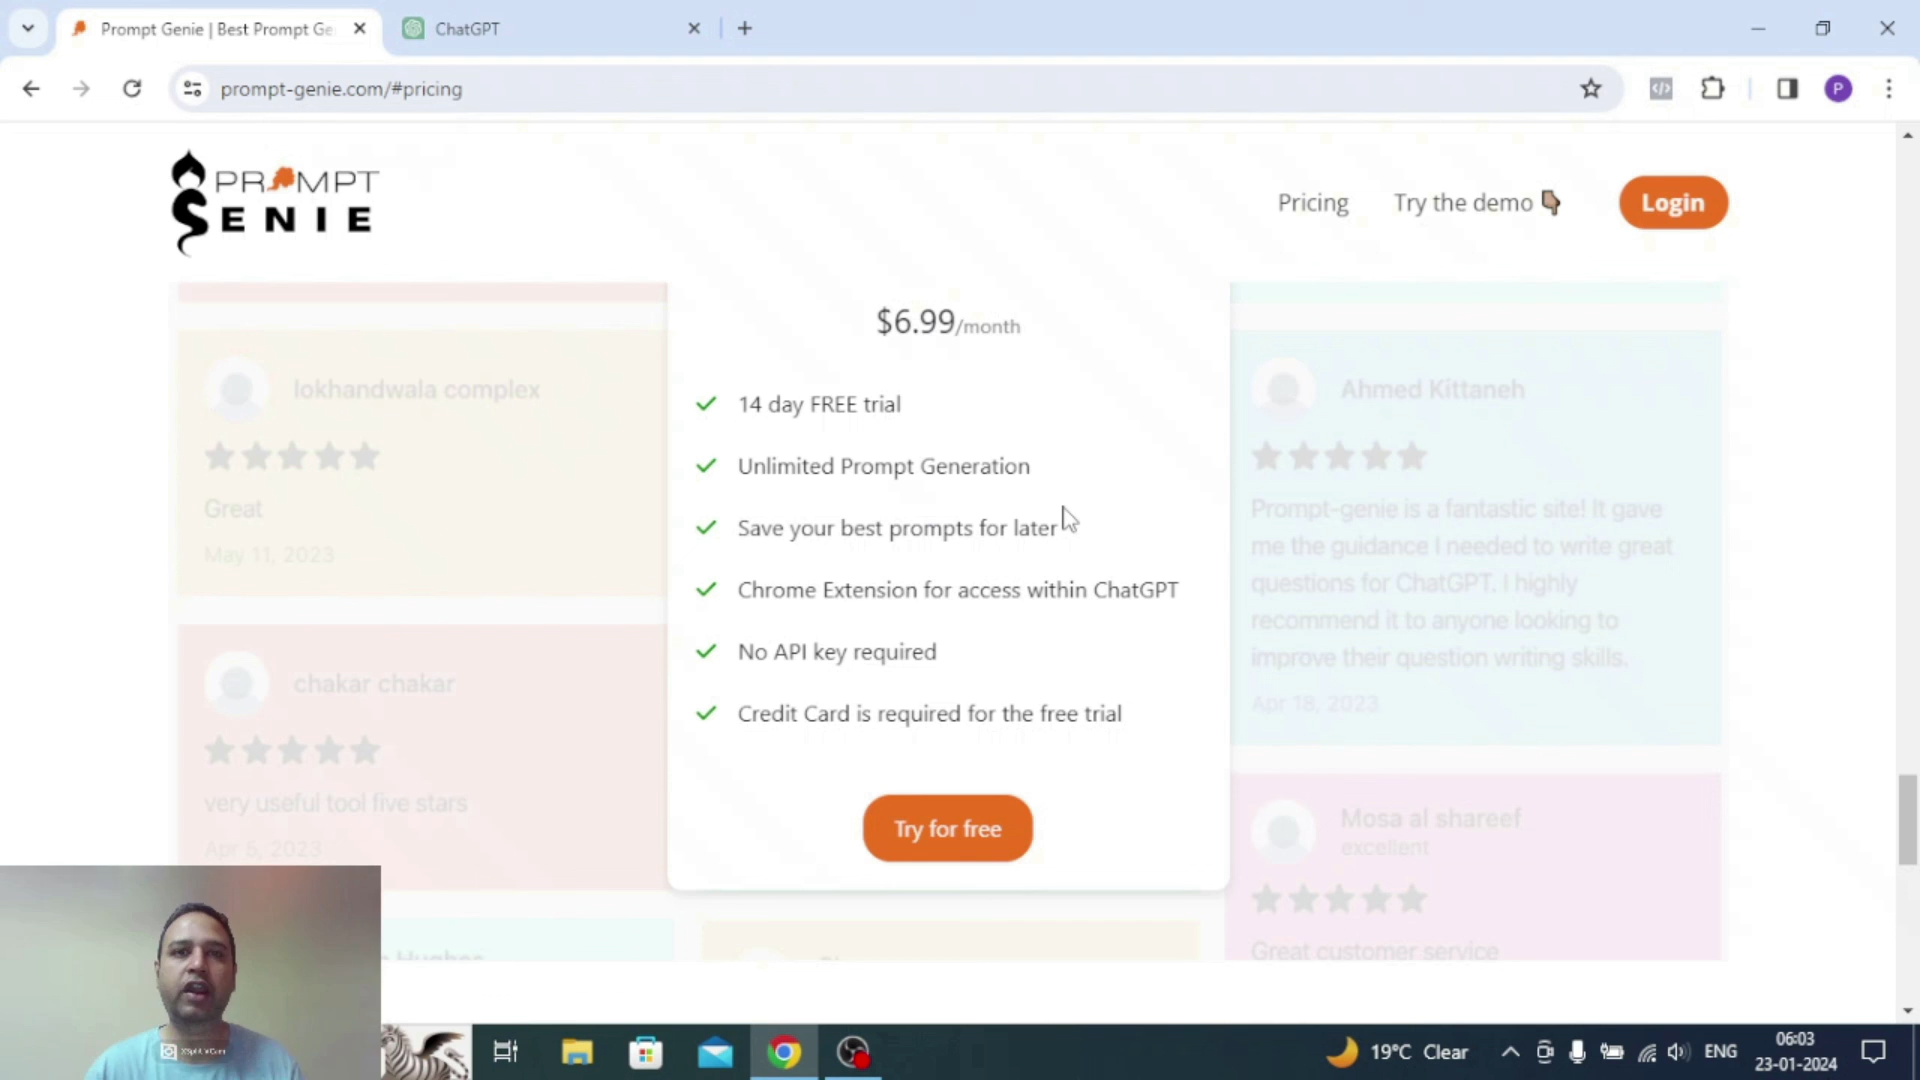 Prompt Genie | Best Prompt Ge
ChatGPT
prompt-genie.com/#pricing
P
PROMPT
GENIE
Pricing
Try the demo
Login
$6.99/month
14 day FREE trial
Unlimited Prompt Generation
Save your best prompts for later
Chrome Extension for access within ChatGPT
No API key required
Credit Card is required for the free trial
Try for free
lokhandwala complex
Great
May 11, 2023
chakar chakar
very useful tool five stars
Apr 6, 2023
Hughes
Ahmed Kittaneh
Prompt-genie is a fantastic site! It gave
me the guidance I needed to write great
questions for ChatGPT. I highly
recommend it to anyone looking to
improve their question writing skills.
Apr 18, 2023
Mosa al shareef
excellent
Great customer service
XSplit VCam
19°C Clear
ENG
06:03
23-01-2024